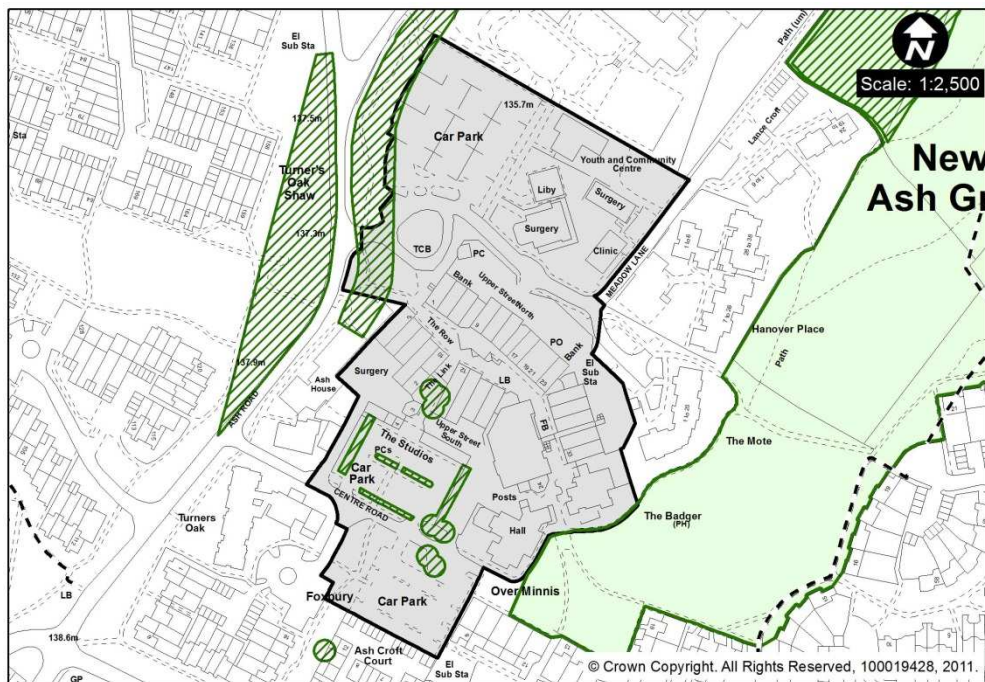 El
Sub Sta
Path (um)
N
Scale: 1:2,500
137.5m
135.7m
Car Park
Sta
Turner's
Oak
Shaw
Youth and Community
Centre
Lance Croft
New
Ash Gr
Liby
Surgery
Surgery
137.3m
TCB
PC
Clinic
MEADOW LANE
Bank
Upper Street North
Hanover Place
Path
The Row
PO
Bank
El
Sub
Sta
137.9m
Surgery
The Link
LB
Ash
House
ASH ROAD
Upper Street
South
FB
The Mote
The Studios
PCs
Car
Park
CENTRE ROAD
Posts
Hall
The Badger
(PH)
Turners
Oak
LB
Foxbury
Car Park
Over Minnis
138.6m
Ash Croft
Court
El
Sub Sta
GP
© Crown Copyright. All Rights Reserved, 100019428, 2011.